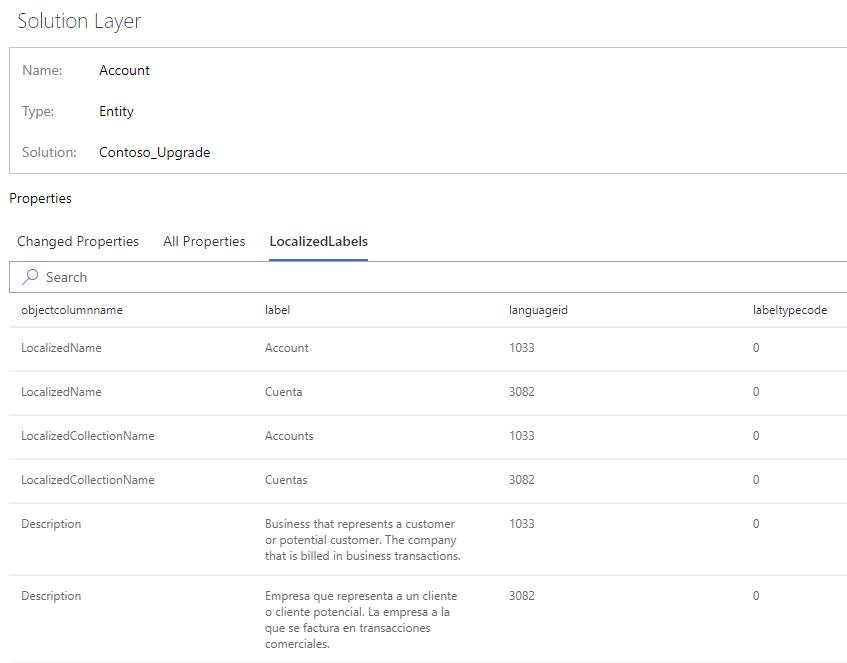 Solution Layer
Name: Account
Type: Entity
Solution: Contoso_Upgrade
Properties
Changed Properties All Properties LocalizedLabels
Search
objectcolumnname label languageid labeltypecode
LocalizedName Account 1033 0
LocalizedName Cuenta 3082 0
LocalizedCollectionName Accounts 1033 0
LocalizedCollectionName Cuentas 3082 0
Description Business that represents a customer 1033 0
or potential customer. The company
that is billed in business transactions.
Description Empresa que representa a un cliente 3082 0
o cliente potencial. La empresa a la
que se factura en transacciones
comerciales.